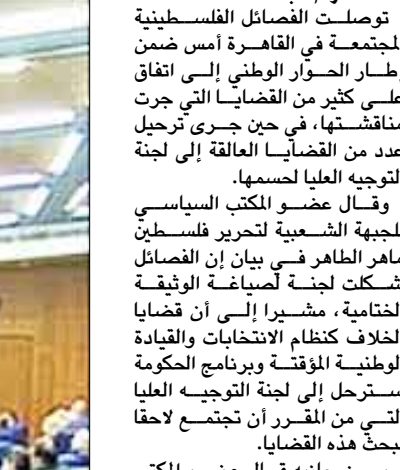 توصلت الفصائل الفلسطينية
المجتمعة في القاهرة أمس ضمن
إطار الحوار الوطني إلى اتفاق
على كثير من القضايا التي جرت
مناقشتها، في حين جرى ترحيل
عدد من القضايا العالقة إلى لجنة
التوجيه العليا لحسمها.
وقال عضو المكتب السياسي
للجبهة الشعبية لتحرير فلسطين
ماهر الطاهر في بيان إن الفصائل
شكلت لجنة لصياغة الوثيقة
الختامية، مشيرا إلى أن قضايا
الخلاف كنظام الانتخابات والقيادة
الوطنية المؤقتة وبرنامج الحكومة
سترحل إلى لجنة التوجيه العليا
التي من المقرر أن تجتمع لاحقا
لبحث هذه القضايا.